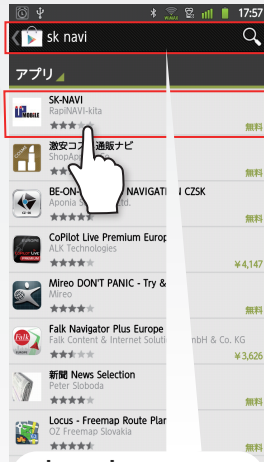 17:57
sk navi
アプリ
SK-NAVI
RapiNAVI-kita
無料
激安コス 通販ナビ
ShopApp
無料
BE-ON- NAVIGATI N CZSK
Aponia td.
無料
CoPilot Live Premium Europ
ALK Technologies
¥4,147
Mireo DON'T PANIC - Try &
Mireo
無料
Falk Navigator Plus Europe
Falk Content & Internet Soluti mbH & Co. KG
¥3,626
新聞 News Selection
Peter Sloboda
無料
Locus - Freemap Route Plan
OZ Freemap Slovakia
無料